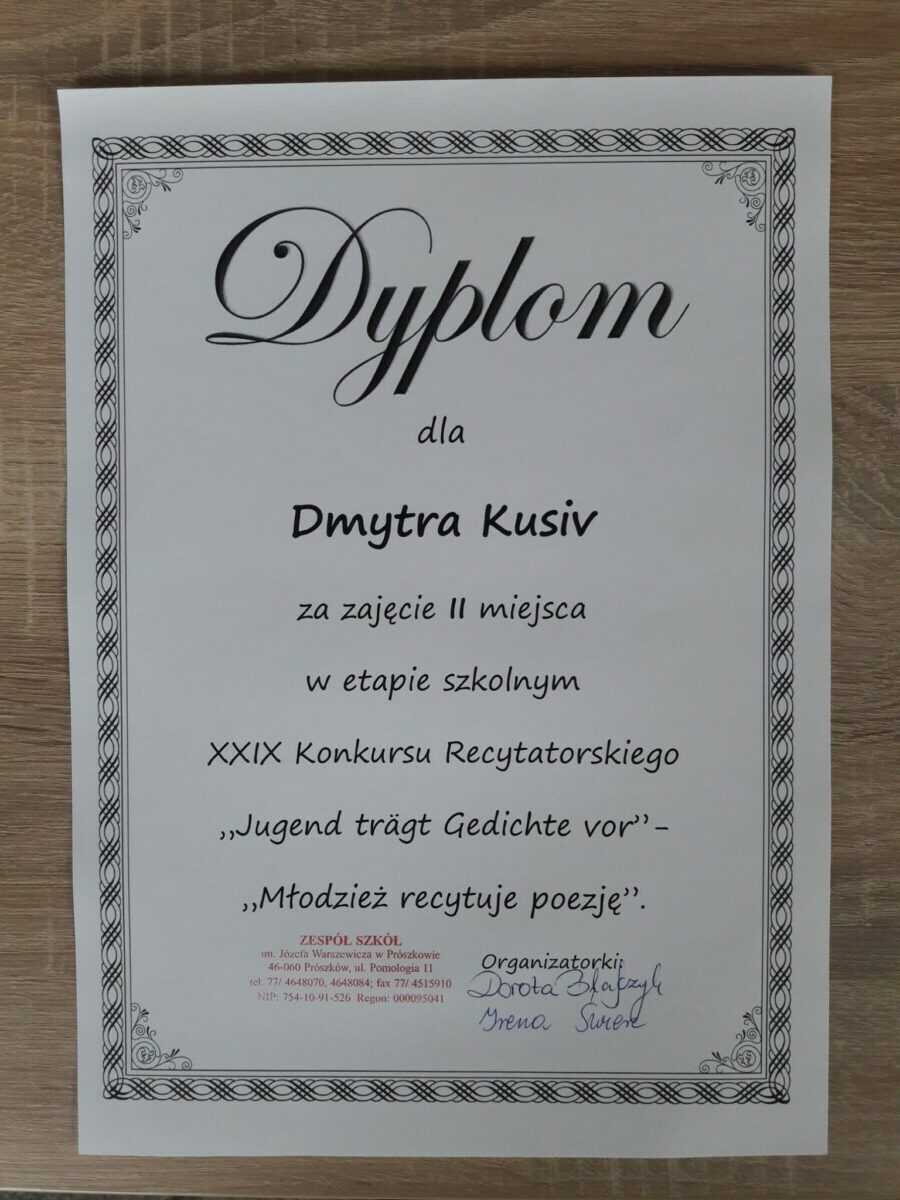 Dyplom
dla
Dmytra Kusiv
za zajęcie II miejsca
w etapie szkolnym
XXIX Konkursu Recytatorskiego
„Jugend trägt Gedichte vor”–
„Młodzież recytuje poezję”.
ZESPÓŁ SZKÓŁ
im. Józefa Warszewicza w Prószkowie
46-060 Prószków, ul. Pomologia 11
tel. 77/ 4648070, 4648084; fax 77/ 4515910
NIP: 754-10-91-526 Regon: 000095041
Organizatorki:
Dorota
Irena